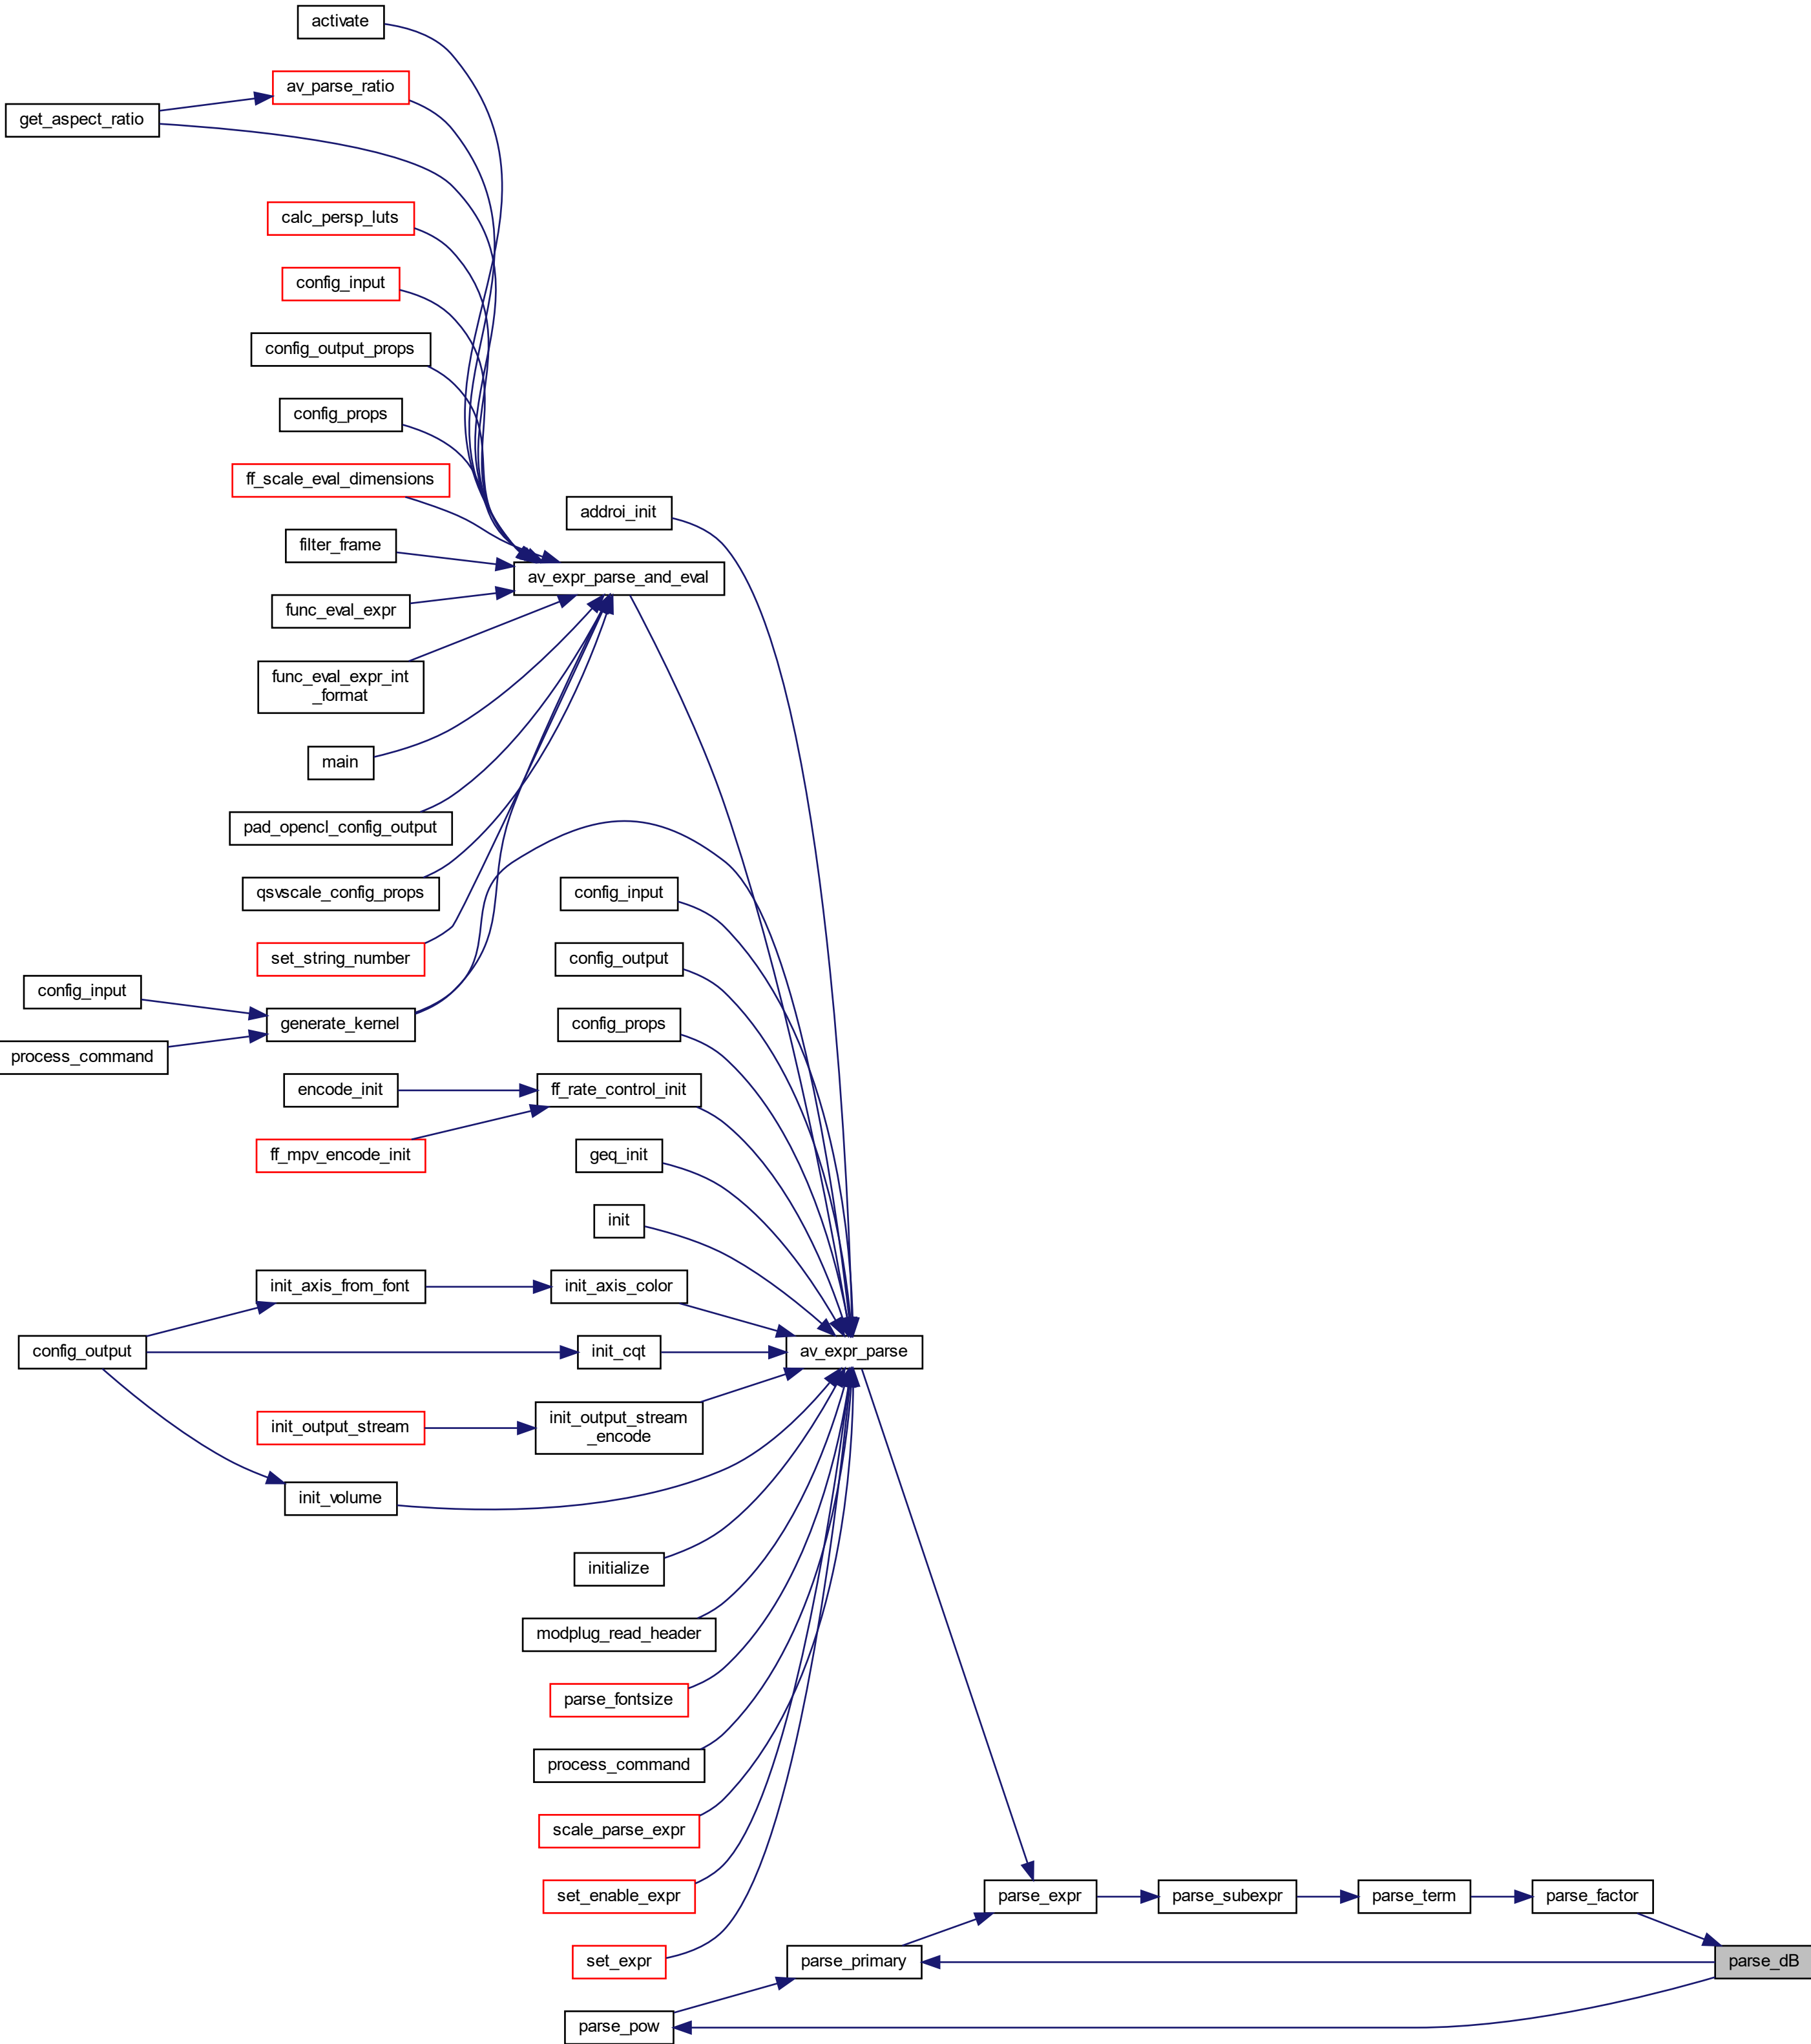 activate
av_parse_ratio
get_aspect_ratio
calc_persp_luts
config_input
config_output_props
config_props
ff_scale_eval_dimensions
addroi_init
filter_frame
av_expr_parse_and_eval
func_eval_expr
func_eval_expr_int
_format
main
pad_opencl_config_output
qsvscale_config_props
config_input
set_string_number
config_output
config_input
generate_kernel
config_props
process_command
encode_init
ff_rate_control_init
ff_mpv_encode_init
geq_init
init
init_axis_from_font
init_axis_color
config_output
init_cqt
av_expr_parse
init_output_stream
init_output_stream
_encode
init_volume
initialize
modplug_read_header
parse_fontsize
process_command
scale_parse_expr
set_enable_expr
parse_expr
parse_subexpr
parse_term
parse_factor
set_expr
parse_primary
parse_dB
parse_pow